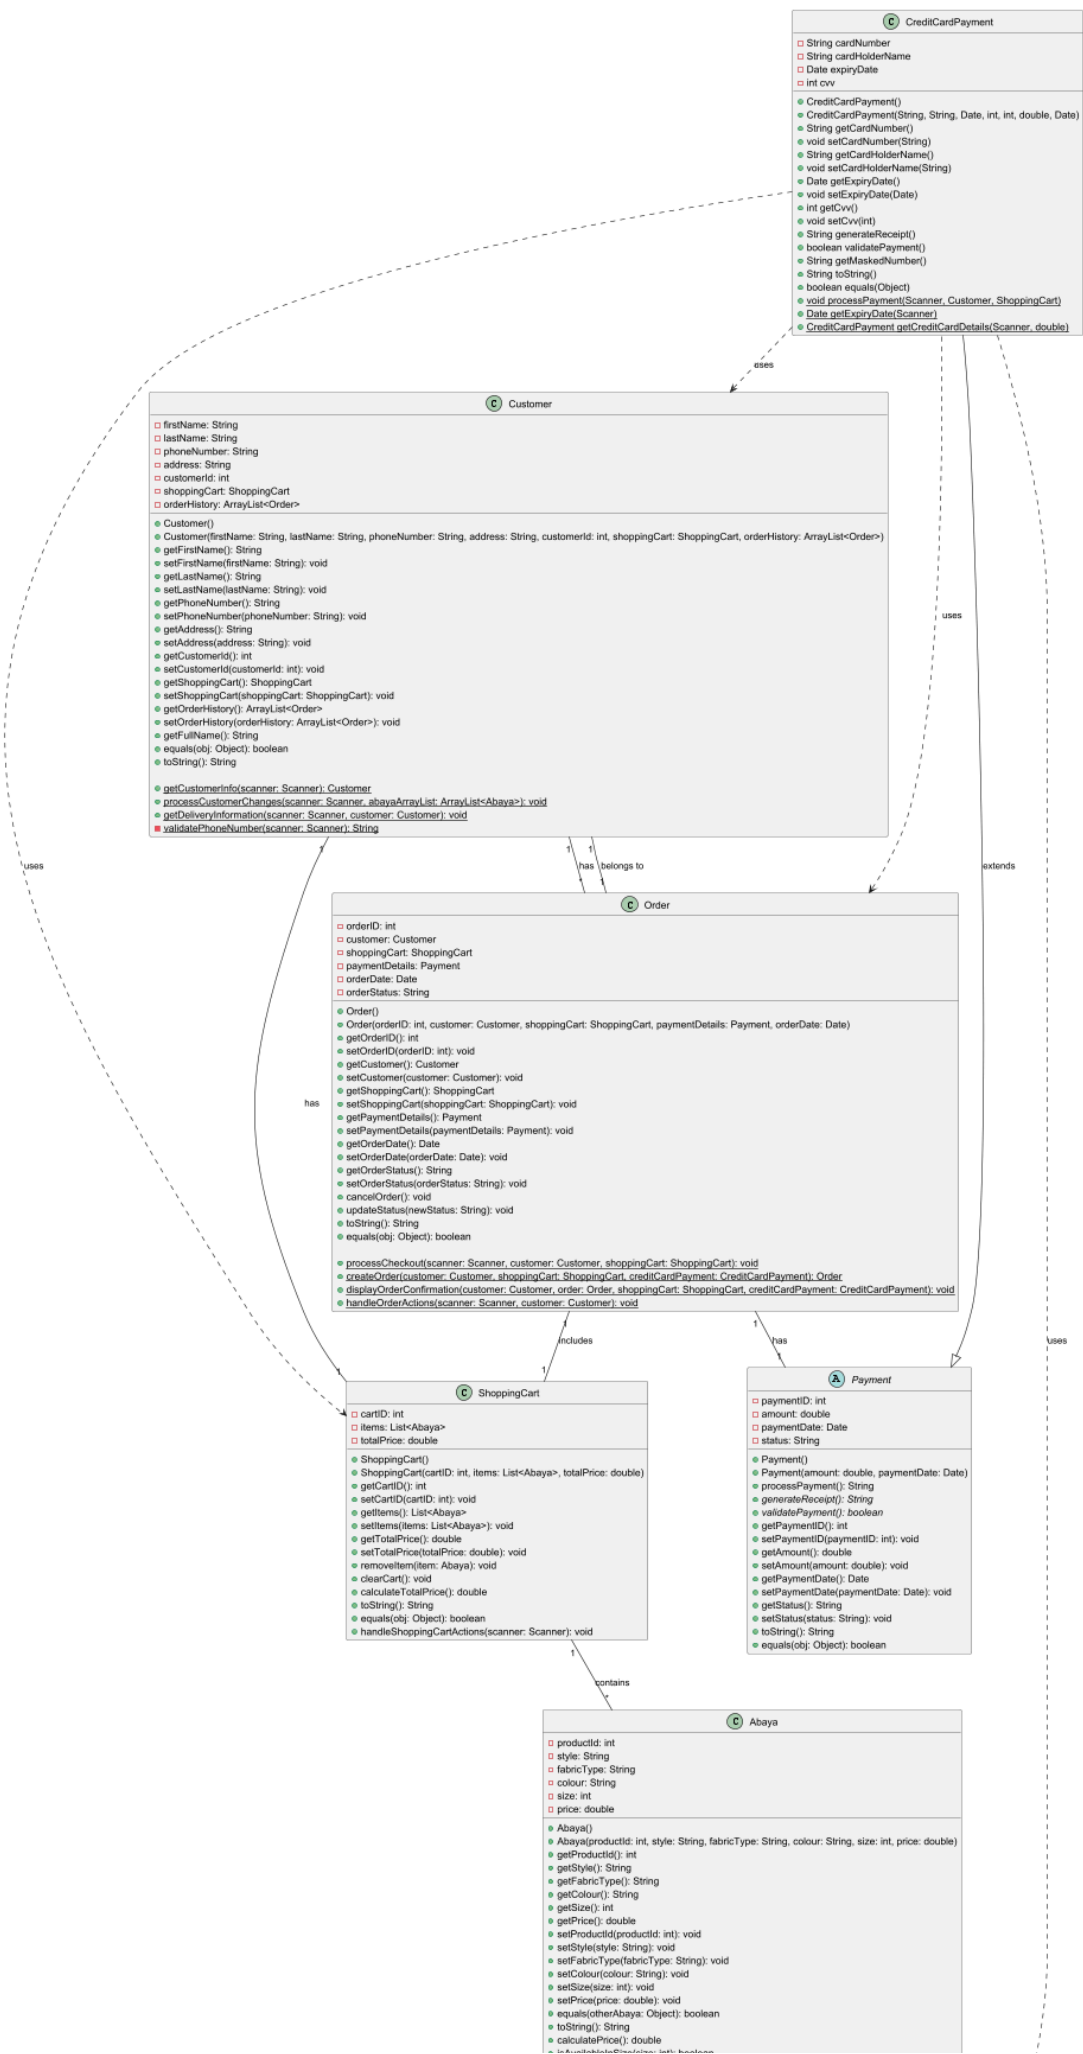 C CreditCardPayment
String cardNumber
String cardHolderName
Date expiryDate
int cvv
CreditCardPayment()
CreditCardPayment(String, String, Date, int, int, double, Date)
String getCardNumber()
void setCardNumber(String)
String getCardHolderName()
void setCardHolderName(String)
Date getExpiryDate()
void setExpiryDate(Date)
int getCvv()
void setCvv(int)
String generateReceipt()
boolean validatePayment()
String getMaskedNumber()
String toString()
boolean equals(Object)
void processPayment(Scanner, Customer, ShoppingCart)
Date getExpiryDate(Scanner)
CreditCardPayment getCreditCardDetails(Scanner, double)
uses
C Customer
firstName: String
lastName: String
phoneNumber: String
address: String
customerId: int
shoppingCart: ShoppingCart
orderHistory: ArrayList<Order>
Customer()
Customer(firstName: String, lastName: String, phoneNumber: String, address: String, customerId: int, shoppingCart: ShoppingCart, orderHistory: ArrayList<Order>)
getFirstName(): String
setFirstName(firstName: String): void
getLastName(): String
setLastName(lastName: String): void
getPhoneNumber(): String
setPhoneNumber(phoneNumber: String): void
getAddress(): String
setAddress(address: String): void
getCustomerId(): int
setCustomerId(customerId: int): void
getShoppingCart(): ShoppingCart
setShoppingCart(shoppingCart: ShoppingCart): void
getOrderHistory(): ArrayList<Order>
setOrderHistory(orderHistory: ArrayList<Order>): void
getFullName(): String
equals(obj: Object): boolean
toString(): String
getCustomerInfo(scanner: Scanner): Customer
processCustomerChanges(scanner: Scanner, abayaArrayList: ArrayList<Abaya>): void
getDeliveryInformation(scanner: Scanner, customer: Customer): void
validatePhoneNumber(scanner: Scanner): String
uses
1 1 1
uses has belongs to extends
* 1
C Order
orderID: int
customer: Customer
shoppingCart: ShoppingCart
paymentDetails: Payment
orderDate: Date
orderStatus: String
Order()
Order(orderID: int, customer: Customer, shoppingCart: ShoppingCart, paymentDetails: Payment, orderDate: Date)
getOrderID(): int
setOrderID(orderID: int): void
getCustomer(): Customer
setCustomer(customer: Customer): void
getShoppingCart(): ShoppingCart
setShoppingCart(shoppingCart: ShoppingCart): void
getPaymentDetails(): Payment
setPaymentDetails(paymentDetails: Payment): void
getOrderDate(): Date
setOrderDate(orderDate: Date): void
getOrderStatus(): String
setOrderStatus(orderStatus: String): void
cancelOrder(): void
updateStatus(newStatus: String): void
toString(): String
equals(obj: Object): boolean
processCheckout(scanner: Scanner, customer: Customer, shoppingCart: ShoppingCart): void
createOrder(customer: Customer, shoppingCart: ShoppingCart, creditCardPayment: CreditCardPayment): Order
displayOrderConfirmation(customer: Customer, order: Order, shoppingCart: ShoppingCart, creditCardPayment: CreditCardPayment): void
handleOrderActions(scanner: Scanner, customer: Customer): void
has
1 1
includes has uses
1 1 1
C ShoppingCart
cartID: int
items: List<Abaya>
totalPrice: double
ShoppingCart()
ShoppingCart(cartID: int, items: List<Abaya>, totalPrice: double)
getCartID(): int
setCartID(cartID: int): void
getItems(): List<Abaya>
setItems(items: List<Abaya>): void
getTotalPrice(): double
setTotalPrice(totalPrice: double): void
removeItem(item: Abaya): void
clearCart(): void
calculateTotalPrice(): double
toString(): String
equals(obj: Object): boolean
handleShoppingCartActions(scanner: Scanner): void
A Payment
paymentID: int
amount: double
paymentDate: Date
status: String
Payment()
Payment(amount: double, paymentDate: Date)
processPayment(): String
generateReceipt(): String
validatePayment(): boolean
getPaymentID(): int
setPaymentID(paymentID: int): void
getAmount(): double
setAmount(amount: double): void
getPaymentDate(): Date
setPaymentDate(paymentDate: Date): void
getStatus(): String
setStatus(status: String): void
toString(): String
equals(obj: Object): boolean
1
contains
*
C Abaya
productId: int
style: String
fabricType: String
colour: String
size: int
price: double
Abaya()
Abaya(productId: int, style: String, fabricType: String, colour: String, size: int, price: double)
getProductId(): int
getStyle(): String
getFabricType(): String
getColour(): String
getSize(): int
getPrice(): double
setProductId(productId: int): void
setStyle(style: String): void
setFabricType(fabricType: String): void
setColour(colour: String): void
setSize(size: int): void
setPrice(price: double): void
equals(otherAbaya: Object): boolean
toString(): String
calculatePrice(): double
isAvailableInSize(size: int): boolean